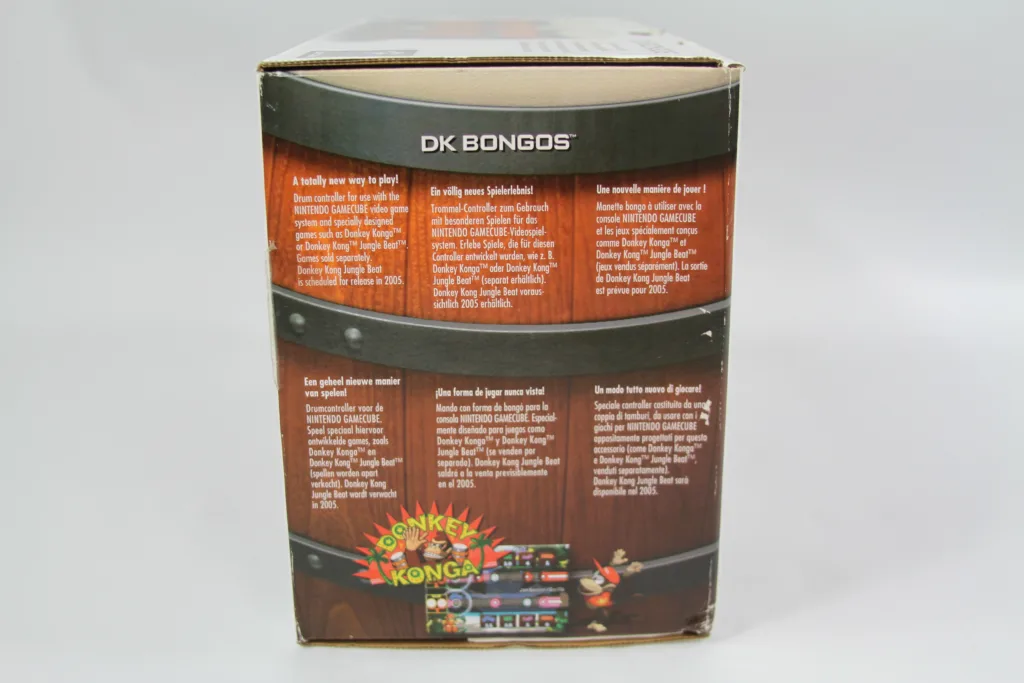 DK BONGOS™
A totally new way to play!
Drum controller for use with the
NINTENDO GAMECUBE video game
system and specially designed
games such as Donkey Konga™
or Donkey Kong™ Jungle Beat™.
Games sold separately.
Donkey Kong Jungle Beat
is scheduled for release in 2005.
Ein völlig neues Spielerlebnis!
Trommel-Controller zum Gebrauch
mit besonderen Spielen für das
NINTENDO GAMECUBE-Videospiel-
system. Erlebe Spiele, die für diesen
Controller entwickelt wurden, wie z. B.
Donkey Konga™ oder Donkey Kong™
Jungle Beat™ (separat erhältlich).
Donkey Kong Jungle Beat voraus-
sichtlich 2005 erhältlich.
Une nouvelle manière de jouer !
Manette bongo à utiliser avec la
console NINTENDO GAMECUBE
et les jeux spécialement conçus
comme Donkey Konga™ et
Donkey Kong™ Jungle Beat™
(jeux vendus séparément). La sortie
de Donkey Kong Jungle Beat
est prévue pour 2005.
Een geheel nieuwe manier
van spelen!
Drumcontroller voor de
NINTENDO GAMECUBE.
Speel speciaal hiervoor
ontwikkelde games, zoals
Donkey Konga™ en
Donkey Kong™ Jungle Beat™
(spellen worden apart
verkocht). Donkey Kong
Jungle Beat wordt verwacht
in 2005.
¡Una forma de jugar nunca vista!
Mando con forma de bongó para la
consola NINTENDO GAMECUBE. Especial-
mente diseñado para juegos como
Donkey Konga™ y Donkey Kong™
Jungle Beat™ (se venden por
separado). Donkey Kong Jungle Beat
saldrá a la venta previsiblemente
en el 2005.
Un modo tutto nuovo di giocare!
Speciale controller costituito da una
coppia di tamburi, da usare con i
giochi per NINTENDO GAMECUBE
appositamente progettati per questo
accessorio (come Donkey Konga™
e Donkey Kong™ Jungle Beat™,
venduti separatamente).
Donkey Kong Jungle Beat sarà
disponibile nel 2005.
DONKEY
KONGA